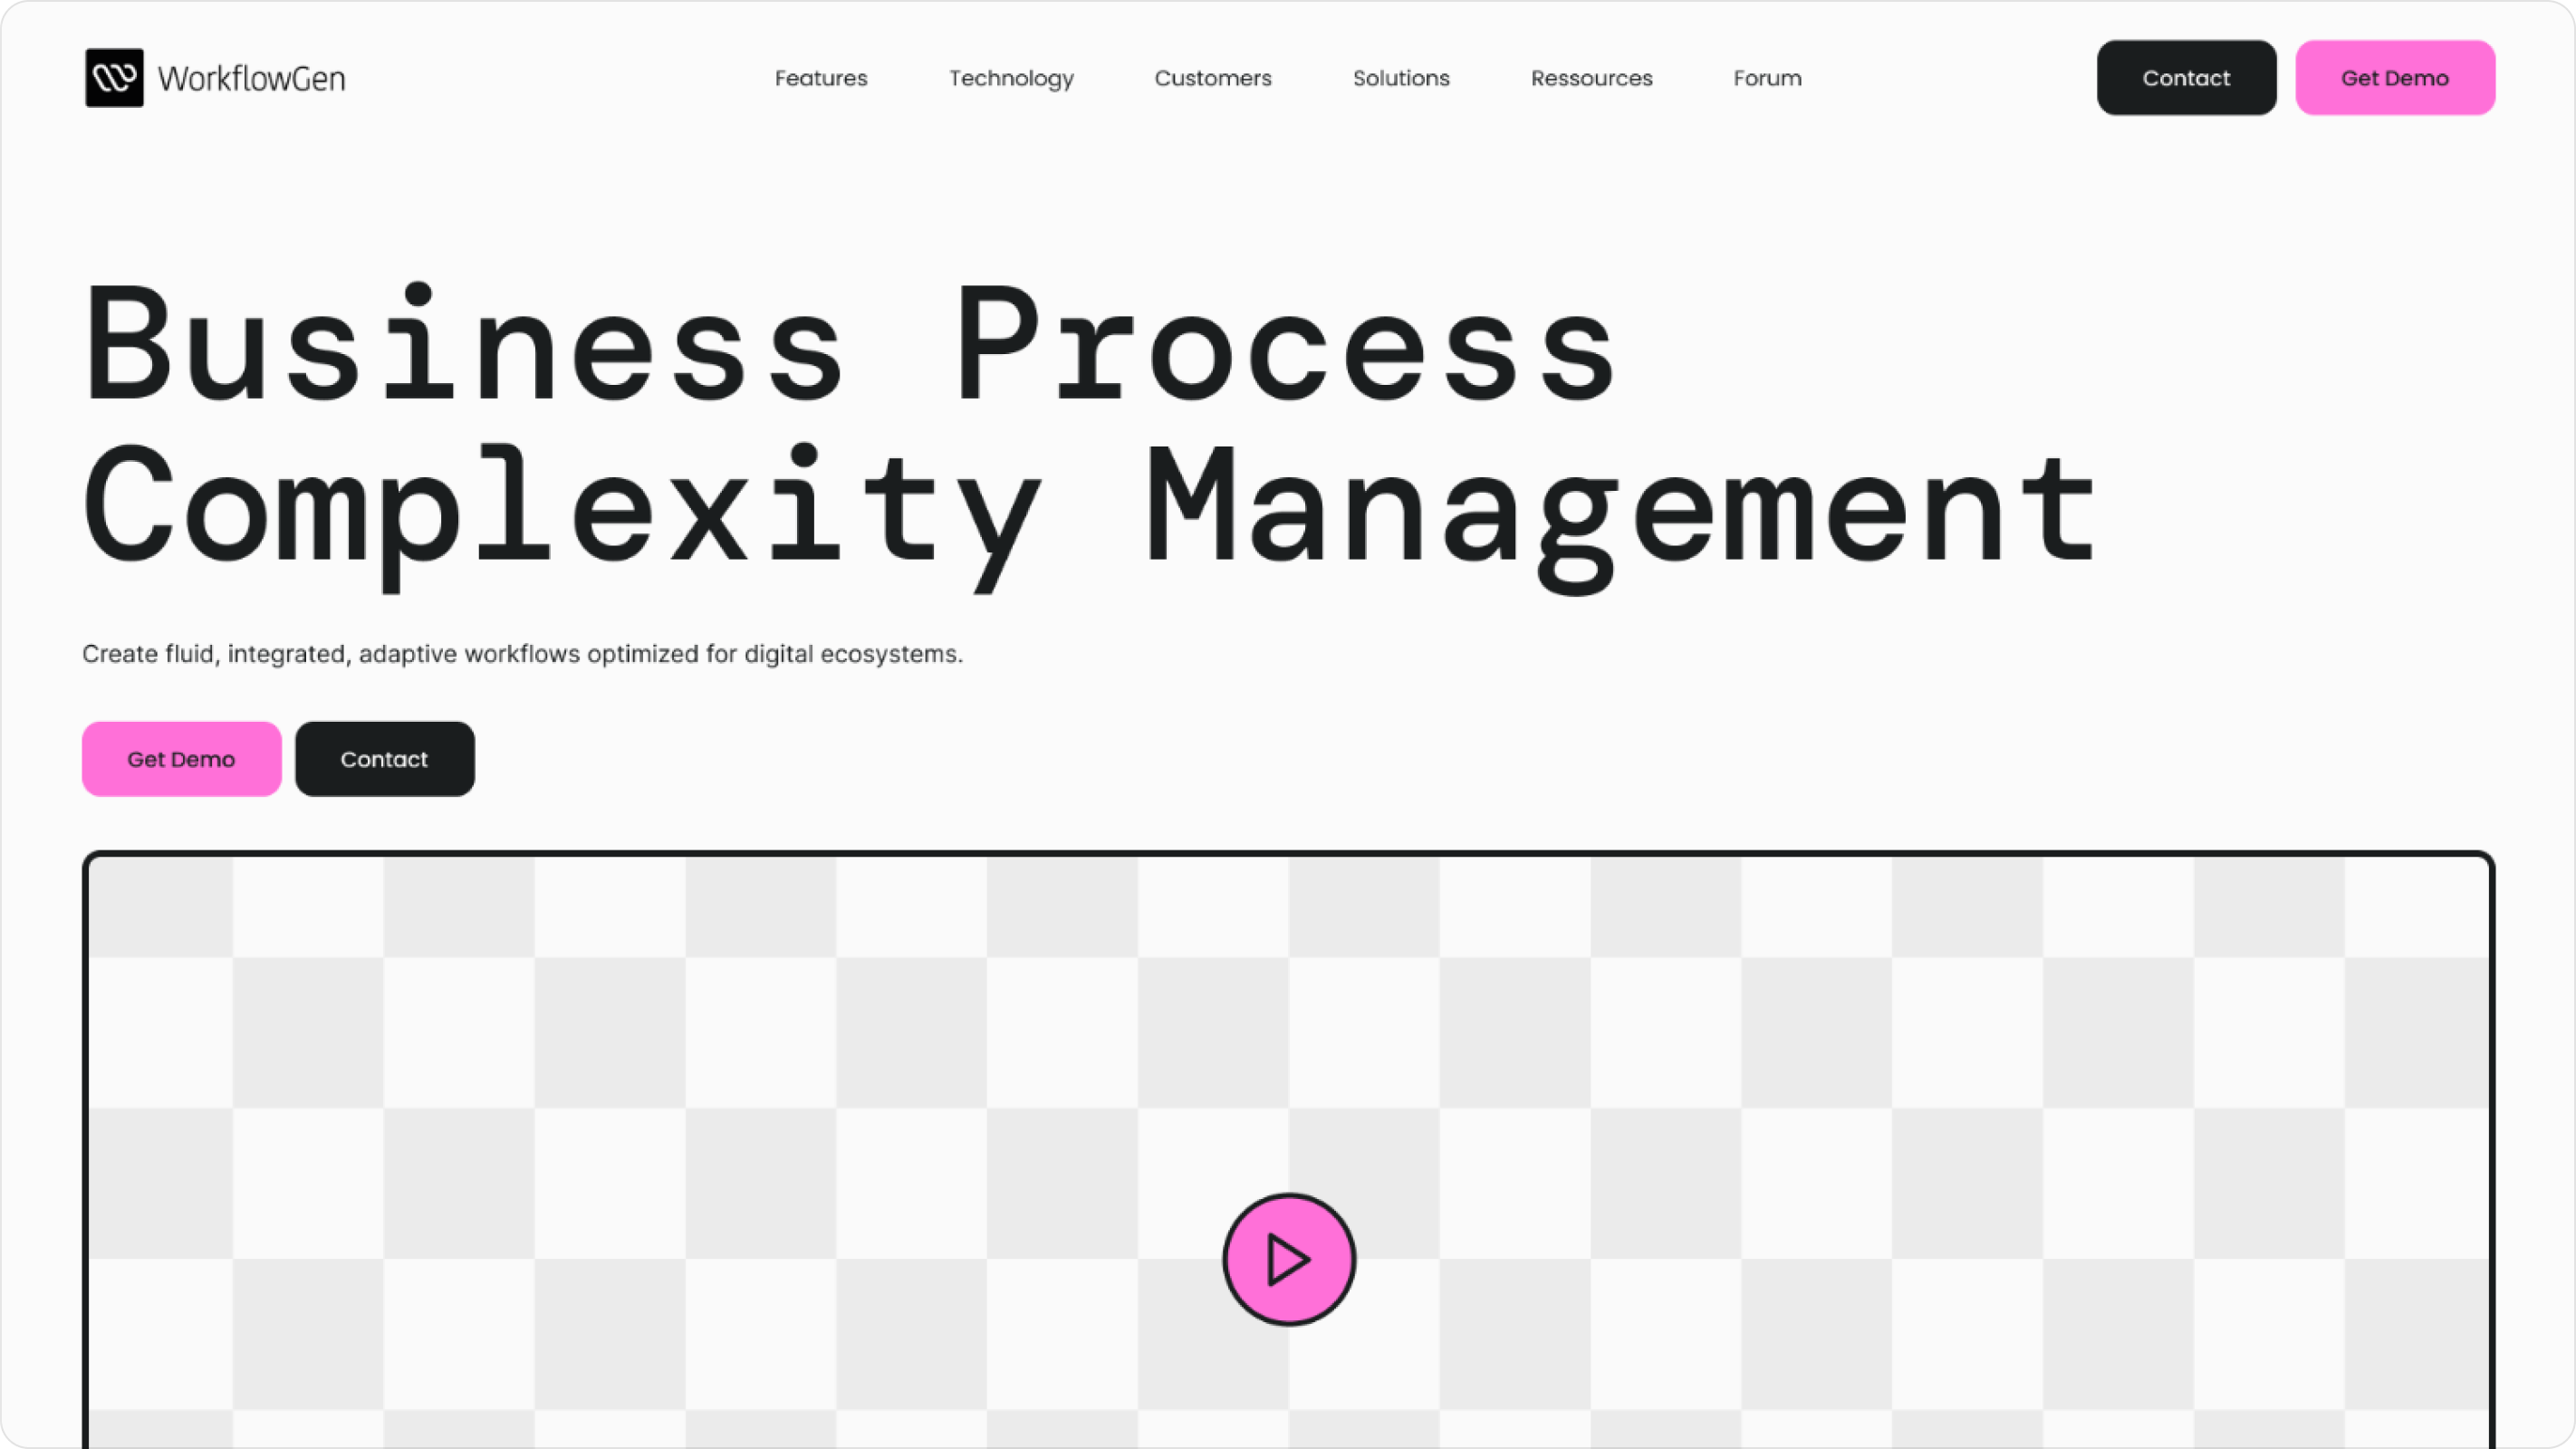 WorkflowGen
Features Technology Customers Solutions Ressources Forum
Contact Get Demo
Business Process
Complexity Management
Create fluid, integrated, adaptive workflows optimized for digital ecosystems.
Get Demo Contact